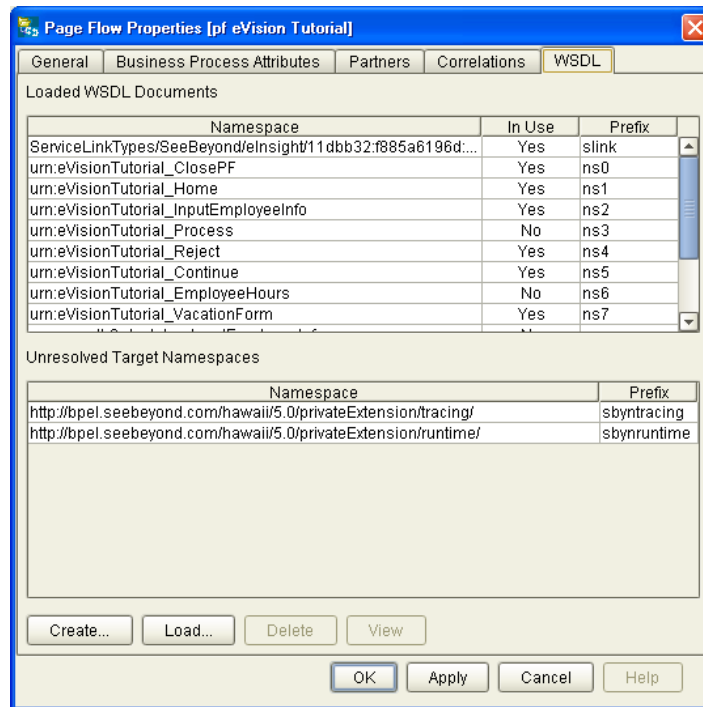 Page Flow Properties [pf eVision Tutorial]
General Business Process Attributes Partners Correlations WSDL
Loaded WSDL Documents
Namespace In Use Prefix
ServiceLinkTypes/SeeBeyond/eInsight/11dbb32:f885a6196d:... Yes slink
urn:eVisionTutorial_ClosePF Yes ns0
urn:eVisionTutorial_Home Yes ns1
urn:eVisionTutorial_InputEmployeeInfo Yes ns2
urn:eVisionTutorial_Process No ns3
urn:eVisionTutorial_Reject Yes ns4
urn:eVisionTutorial_Continue Yes ns5
urn:eVisionTutorial_EmployeeHours No ns6
urn:eVisionTutorial_VacationForm Yes ns7
Unresolved Target Namespaces
Namespace Prefix
http://bpel.seebeyond.com/hawaii/5.0/privateExtension/tracing/ sbyntracing
http://bpel.seebeyond.com/hawaii/5.0/privateExtension/runtime/ sbynruntime
Create... Load... Delete View
OK Apply Cancel Help